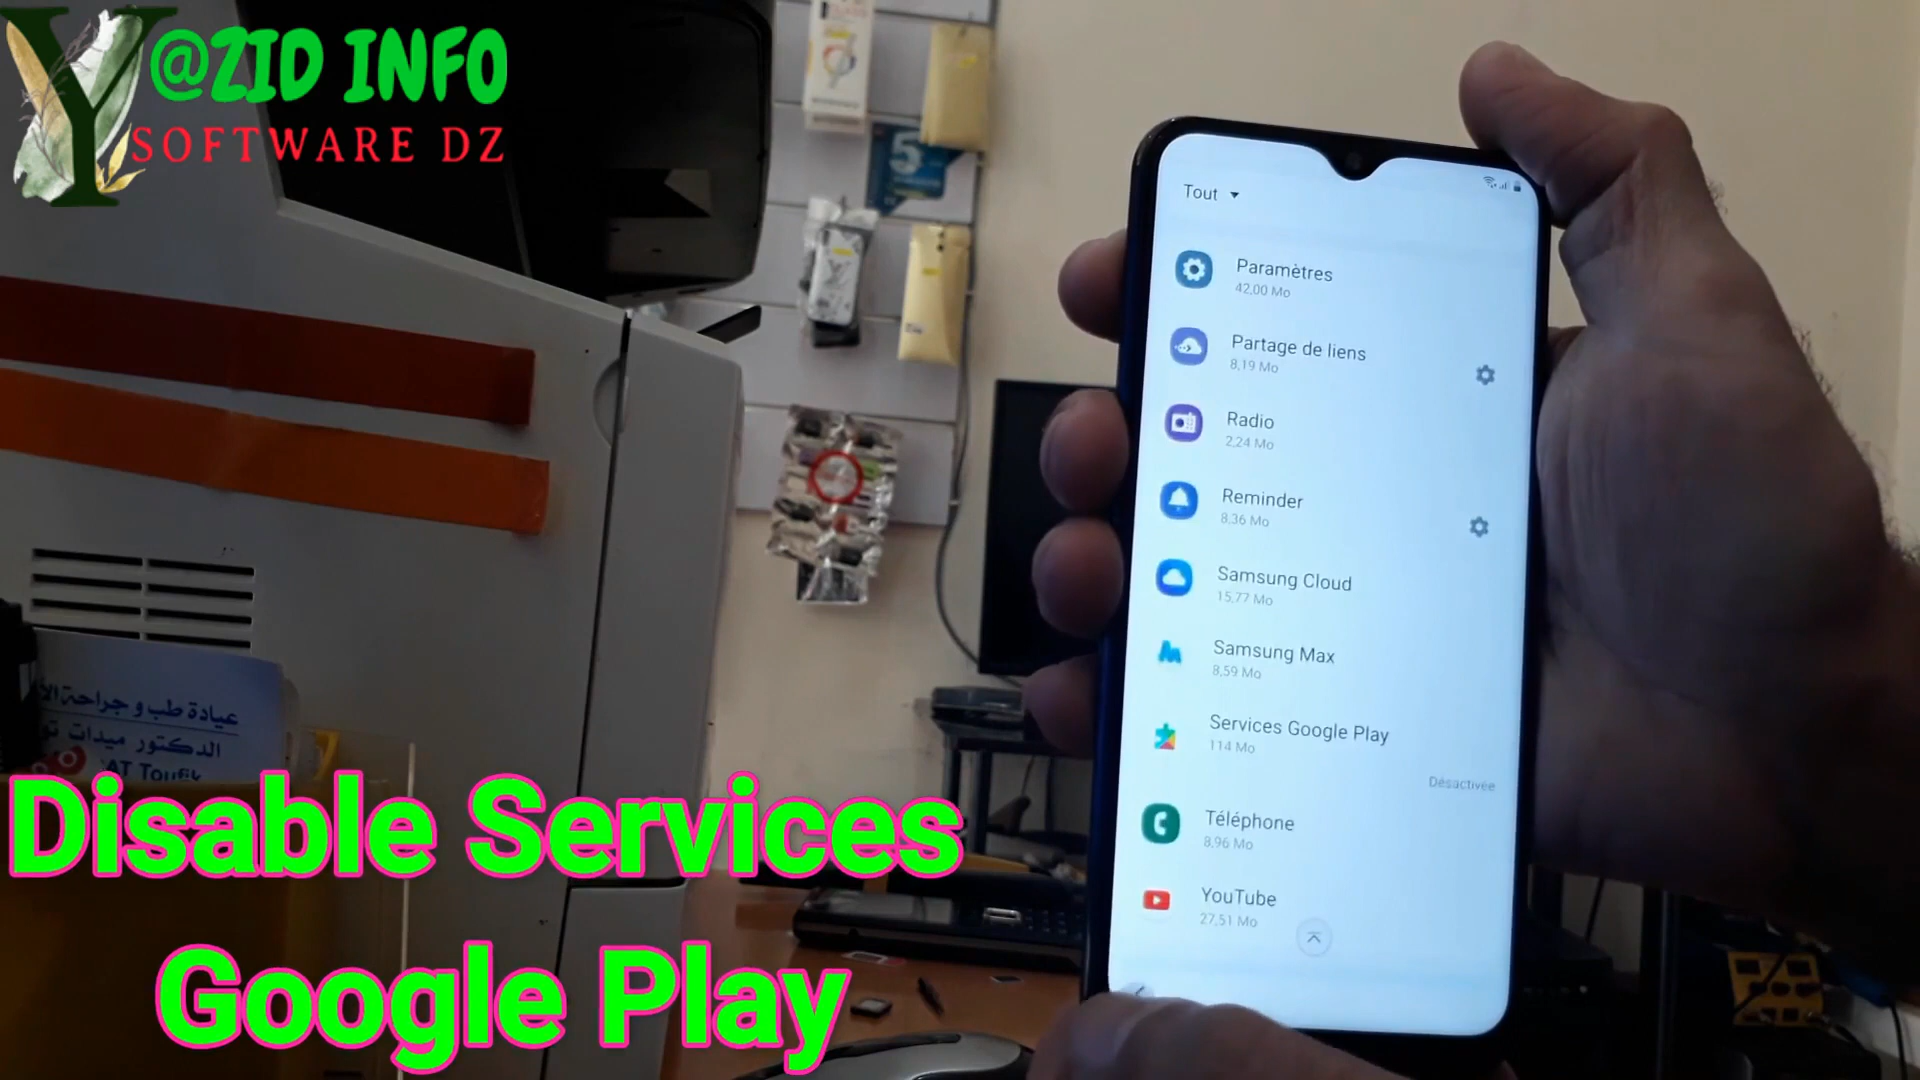 Y@ZID INFO
SOFTWARE DZ
Tout
Paramètres
42,00 Mo
Partage de liens
8,19 Mo
Radio
2,24 Mo
Reminder
8.36 Mo
Samsung Cloud
15,77 Mo
Samsung Max
8,59 Mo
Services Google Play
114 Mo
Désactivée
Téléphone
8,96 Mo
YouTube
27,51 Mo
5
عيادة طب و جراحة
الدكتور ميدات
Disable Services
Google Play